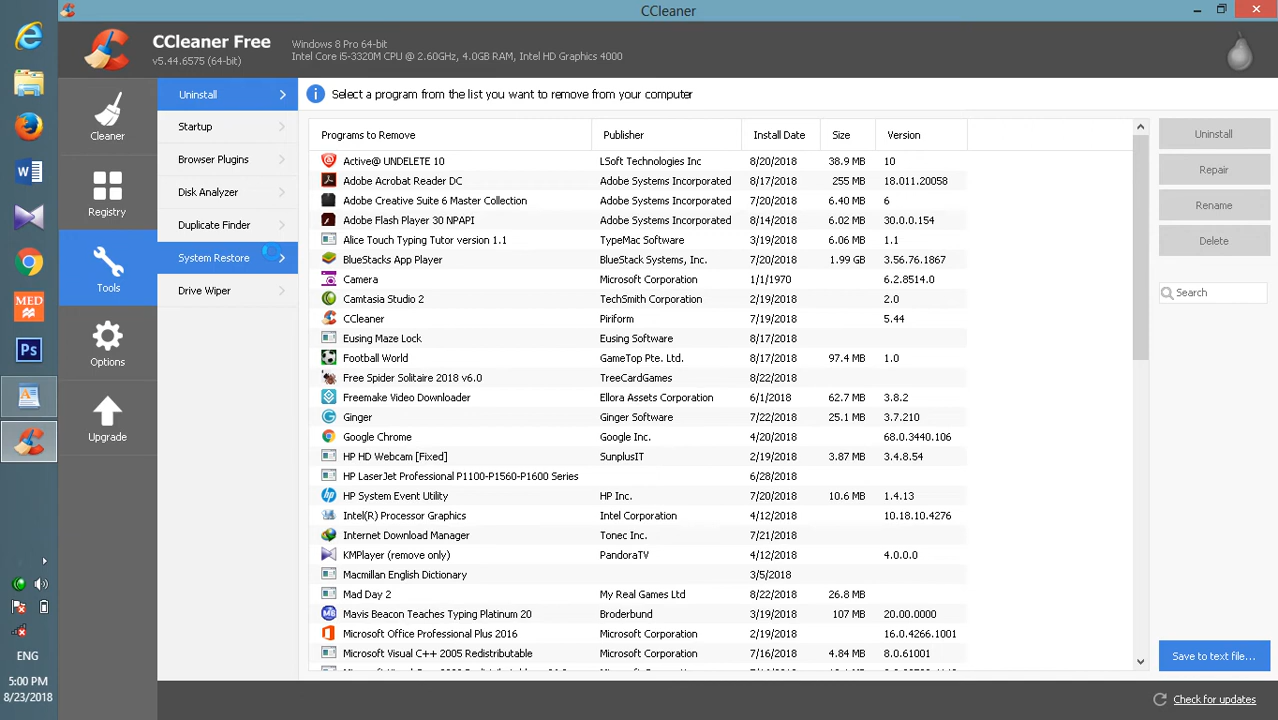 CCleaner
CCleaner Free
v5.44.6575 (64-bit)
Windows 8 Pro 64-bit
Intel Core i5-3320M CPU @ 2.60GHz, 4.0GB RAM, Intel HD Graphics 4000
Cleaner
Registry
Tools
Options
Upgrade
Uninstall
Startup
Browser Plugins
Disk Analyzer
Duplicate Finder
System Restore
Drive Wiper
Select a program from the list you want to remove from your computer
Programs to Remove Publisher Install Date Size Version
Active@ UNDELETE 10 LSoft Technologies Inc 8/20/2018 38.9 MB 10
Adobe Acrobat Reader DC Adobe Systems Incorporated 8/17/2018 255 MB 18.011.20058
Adobe Creative Suite 6 Master Collection Adobe Systems Incorporated 7/20/2018 6.40 MB 6
Adobe Flash Player 30 NPAPI Adobe Systems Incorporated 8/14/2018 6.02 MB 30.0.0.154
Alice Touch Typing Tutor version 1.1 TypeMac Software 3/19/2018 6.06 MB 1.1
BlueStacks App Player BlueStack Systems, Inc. 7/20/2018 1.99 GB 3.56.76.1867
Camera Microsoft Corporation 1/1/1970 6.2.8514.0
Camtasia Studio 2 TechSmith Corporation 2/19/2018 2.0
CCleaner Piriform 7/19/2018 5.44
Eusing Maze Lock Eusing Software 8/17/2018
Football World GameTop Pte. Ltd. 8/17/2018 97.4 MB 1.0
Free Spider Solitaire 2018 v6.0 TreeCardGames 8/22/2018
Freemake Video Downloader Ellora Assets Corporation 6/1/2018 62.7 MB 3.8.2
Ginger Ginger Software 7/22/2018 25.1 MB 3.7.210
Google Chrome Google Inc. 4/20/2018 68.0.3440.106
HP HD Webcam [Fixed] SunplusIT 2/19/2018 3.87 MB 3.4.8.54
HP LaserJet Professional P1100-P1560-P1600 Series 6/28/2018
HP System Event Utility HP Inc. 7/20/2018 10.6 MB 1.4.13
Intel(R) Processor Graphics Intel Corporation 4/12/2018 10.18.10.4276
Internet Download Manager Tonec Inc. 7/21/2018
KMPlayer (remove only) PandoraTV 4/12/2018 4.0.0.0
Macmillan English Dictionary 3/5/2018
Mad Day 2 My Real Games Ltd 8/22/2018 26.8 MB
Mavis Beacon Teaches Typing Platinum 20 Broderbund 3/19/2018 107 MB 20.00.0000
Microsoft Office Professional Plus 2016 Microsoft Corporation 2/19/2018 16.0.4266.1001
Microsoft Visual C++ 2005 Redistributable Microsoft Corporation 7/16/2018 4.84 MB 8.0.61001
Uninstall
Repair
Rename
Delete
Search
Save to text file...
Check for updates
MED
Ps
ENG
5:00 PM
8/23/2018